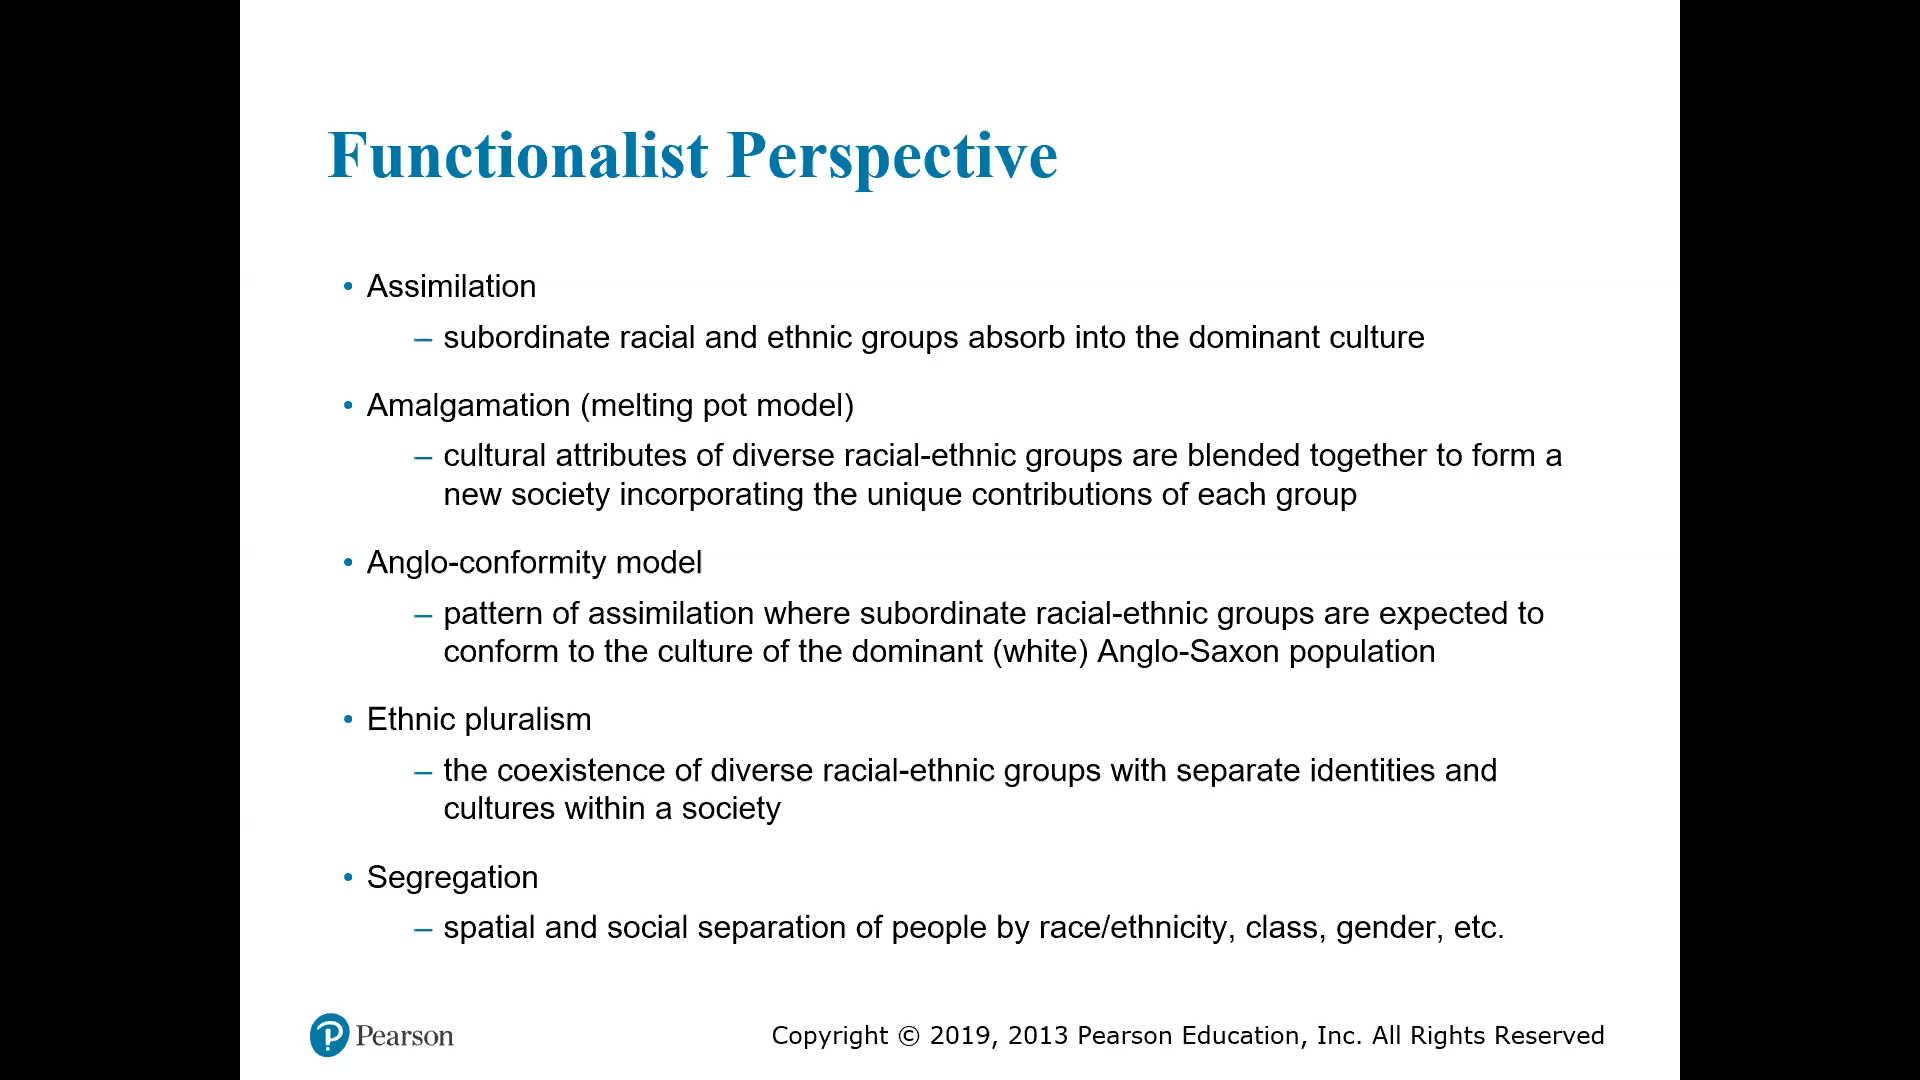 Functionalist Perspective
• Assimilation
– subordinate racial and ethnic groups absorb into the dominant culture
• Amalgamation (melting pot model)
– cultural attributes of diverse racial-ethnic groups are blended together to form a
new society incorporating the unique contributions of each group
• Anglo-conformity model
– pattern of assimilation where subordinate racial-ethnic groups are expected to
conform to the culture of the dominant (white) Anglo-Saxon population
• Ethnic pluralism
– the coexistence of diverse racial-ethnic groups with separate identities and
cultures within a society
• Segregation
– spatial and social separation of people by race/ethnicity, class, gender, etc.
Pearson
Copyright © 2019, 2013 Pearson Education, Inc. All Rights Reserved